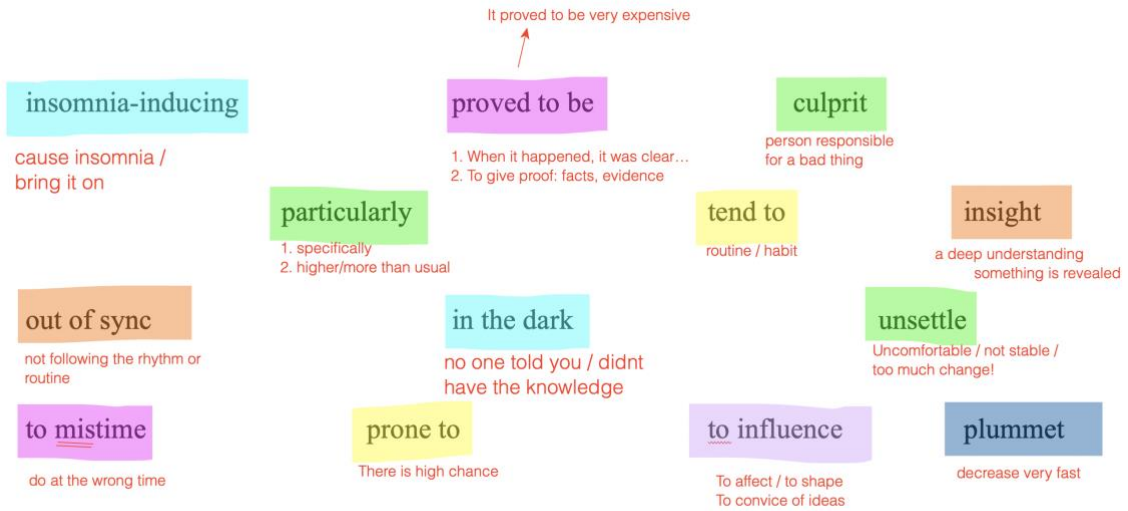 It proved to be very expensive
insomnia-inducing
cause insomnia /
bring it on
proved to be
1. When it happened, it was clear...
2. To give proof: facts, evidence
culprit
person responsible
for a bad thing
particularly
1. specifically
2. higher/more than usual
tend to
routine / habit
insight
a deep understanding
something is revealed
out of sync
not following the rhythm or
routine
in the dark
no one told you / didnt
have the knowledge
unsettle
Uncomfortable / not stable /
too much change!
to mistime
do at the wrong time
prone to
There is high chance
to influence
To affect / to shape
To convice of ideas
plummet
decrease very fast